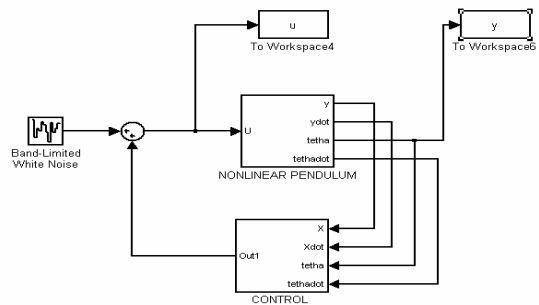 u
To Workspace4
y
To Workspace6
Band-Limited
White Noise
U
y
ydot
tetha
tethadot
NONLINEAR PENDULUM
Out1
X
Xdot
tetha
tethadot
CONTROL